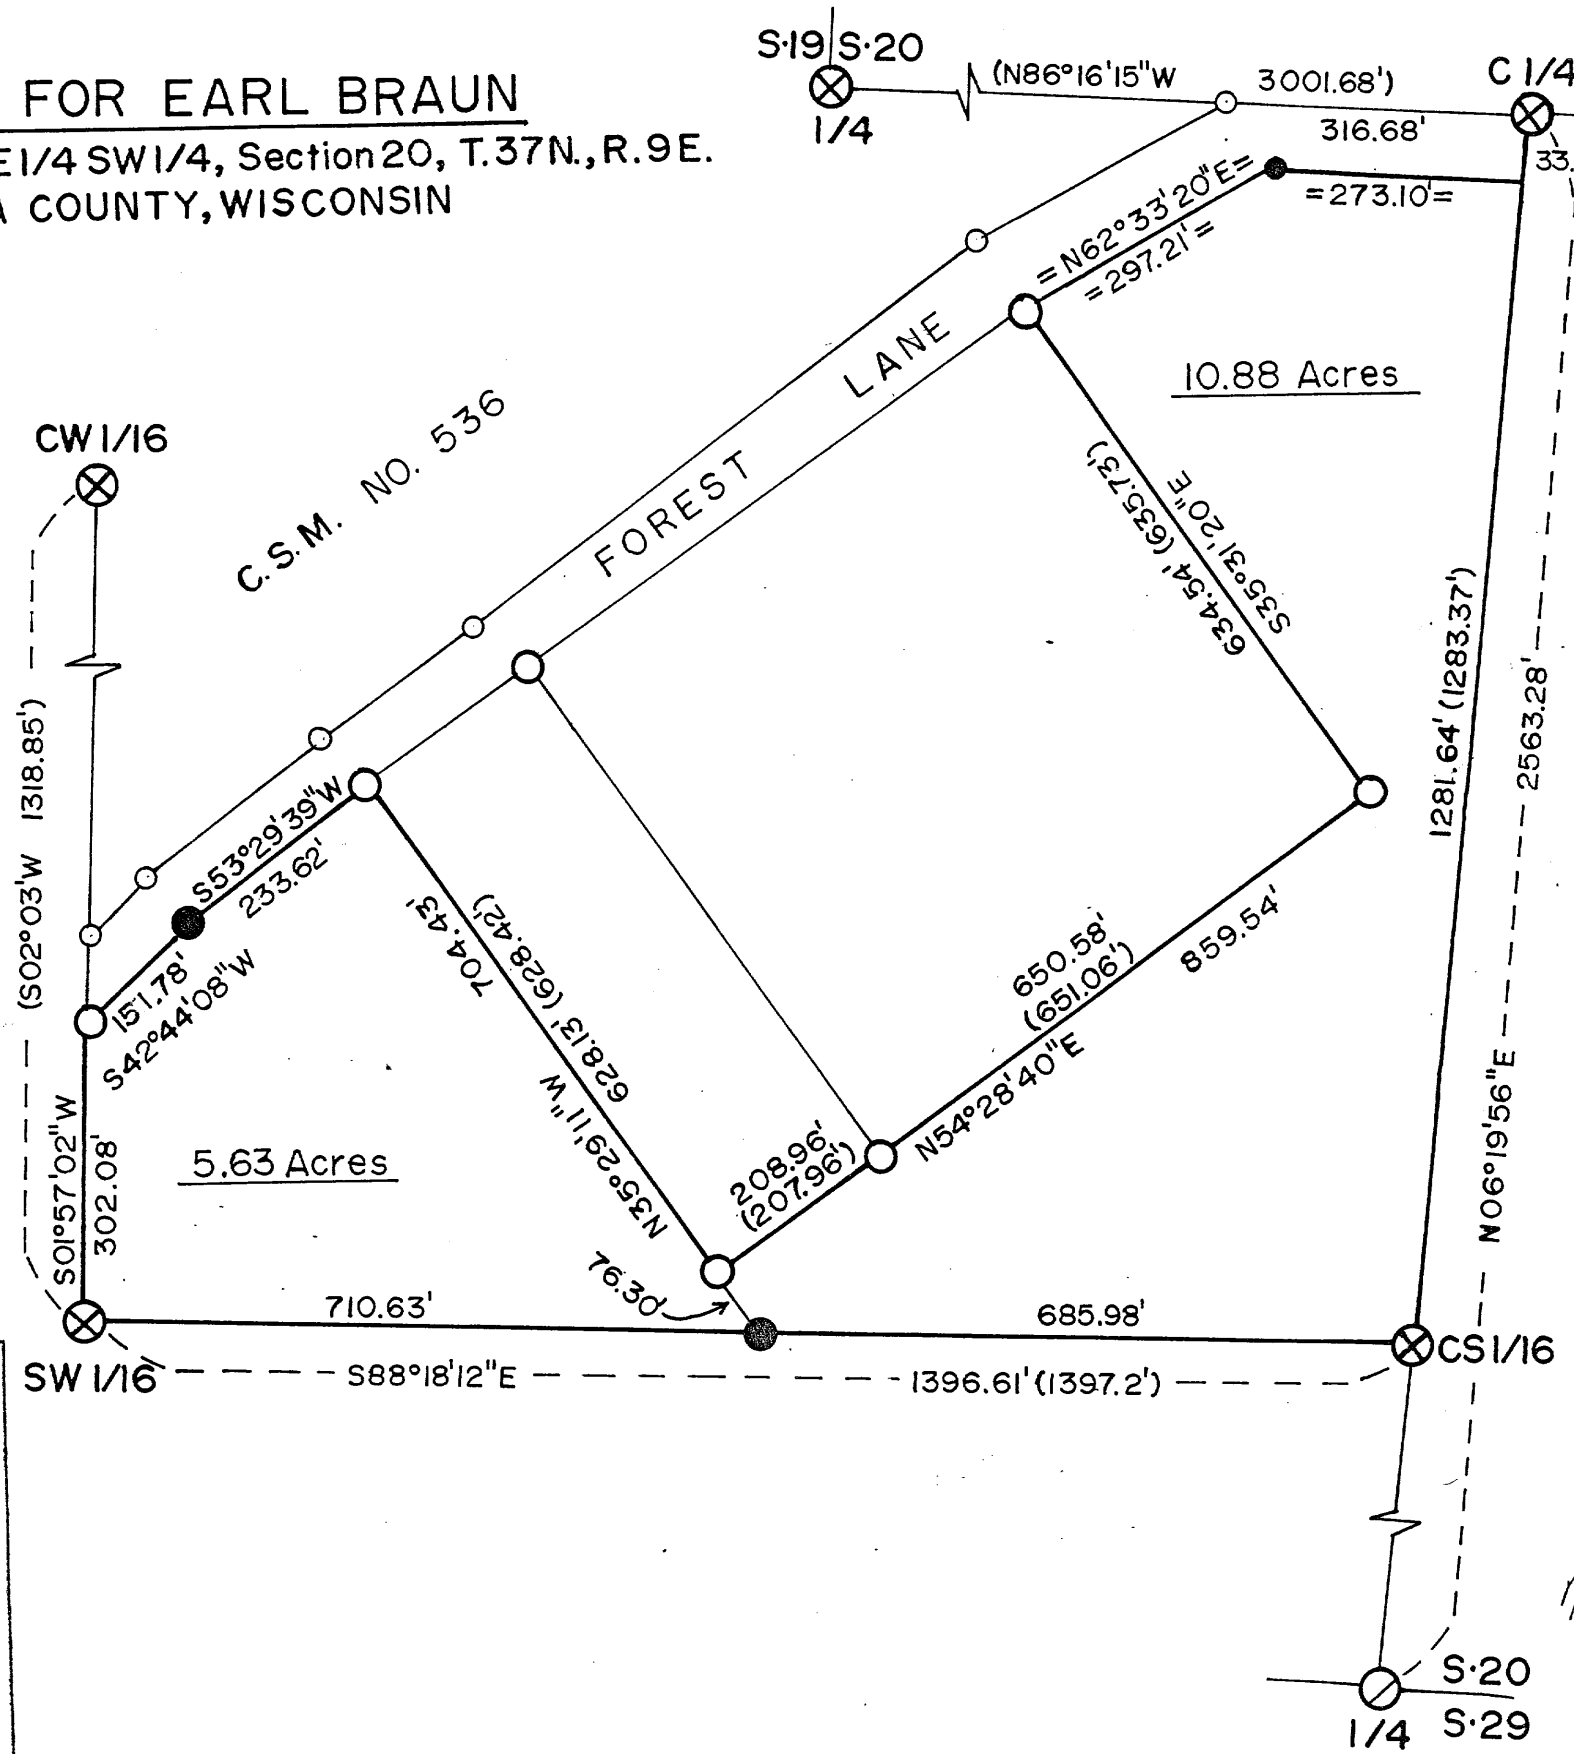 FOR EARL BRAUN
E1/4 SW1/4, Section 20, T.37N., R.9E.
A COUNTY, WISCONSIN
S·19 S·20
1/4
(N86°16'15"W 3001.68')
C 1/4
316.68'
33.
=N62°33'20"E=
=297.21'=
=273.10'=
10.88 Acres
FOREST LANE
C.S.M. NO. 536
CW 1/16
(S02°03'W 1318.85')
S35°31'20"E
634.54' (635.73')
1281.64' (1283.37')
2563.28'
N06°19'56"E
S53°29'39"W
233.62'
151.78'
S42°44'08"W
704.43'
628.13' (628.42')
N35°29'11"W
650.58'
(651.06')
859.54'
N54°28'40"E
208.96'
(207.96')
S01°57'02"W
302.08'
5.63 Acres
76.30'
710.63'
685.98'
SW 1/16
S88°18'12"E
1396.61' (1397.2')
CS 1/16
S·20
1/4
S·29